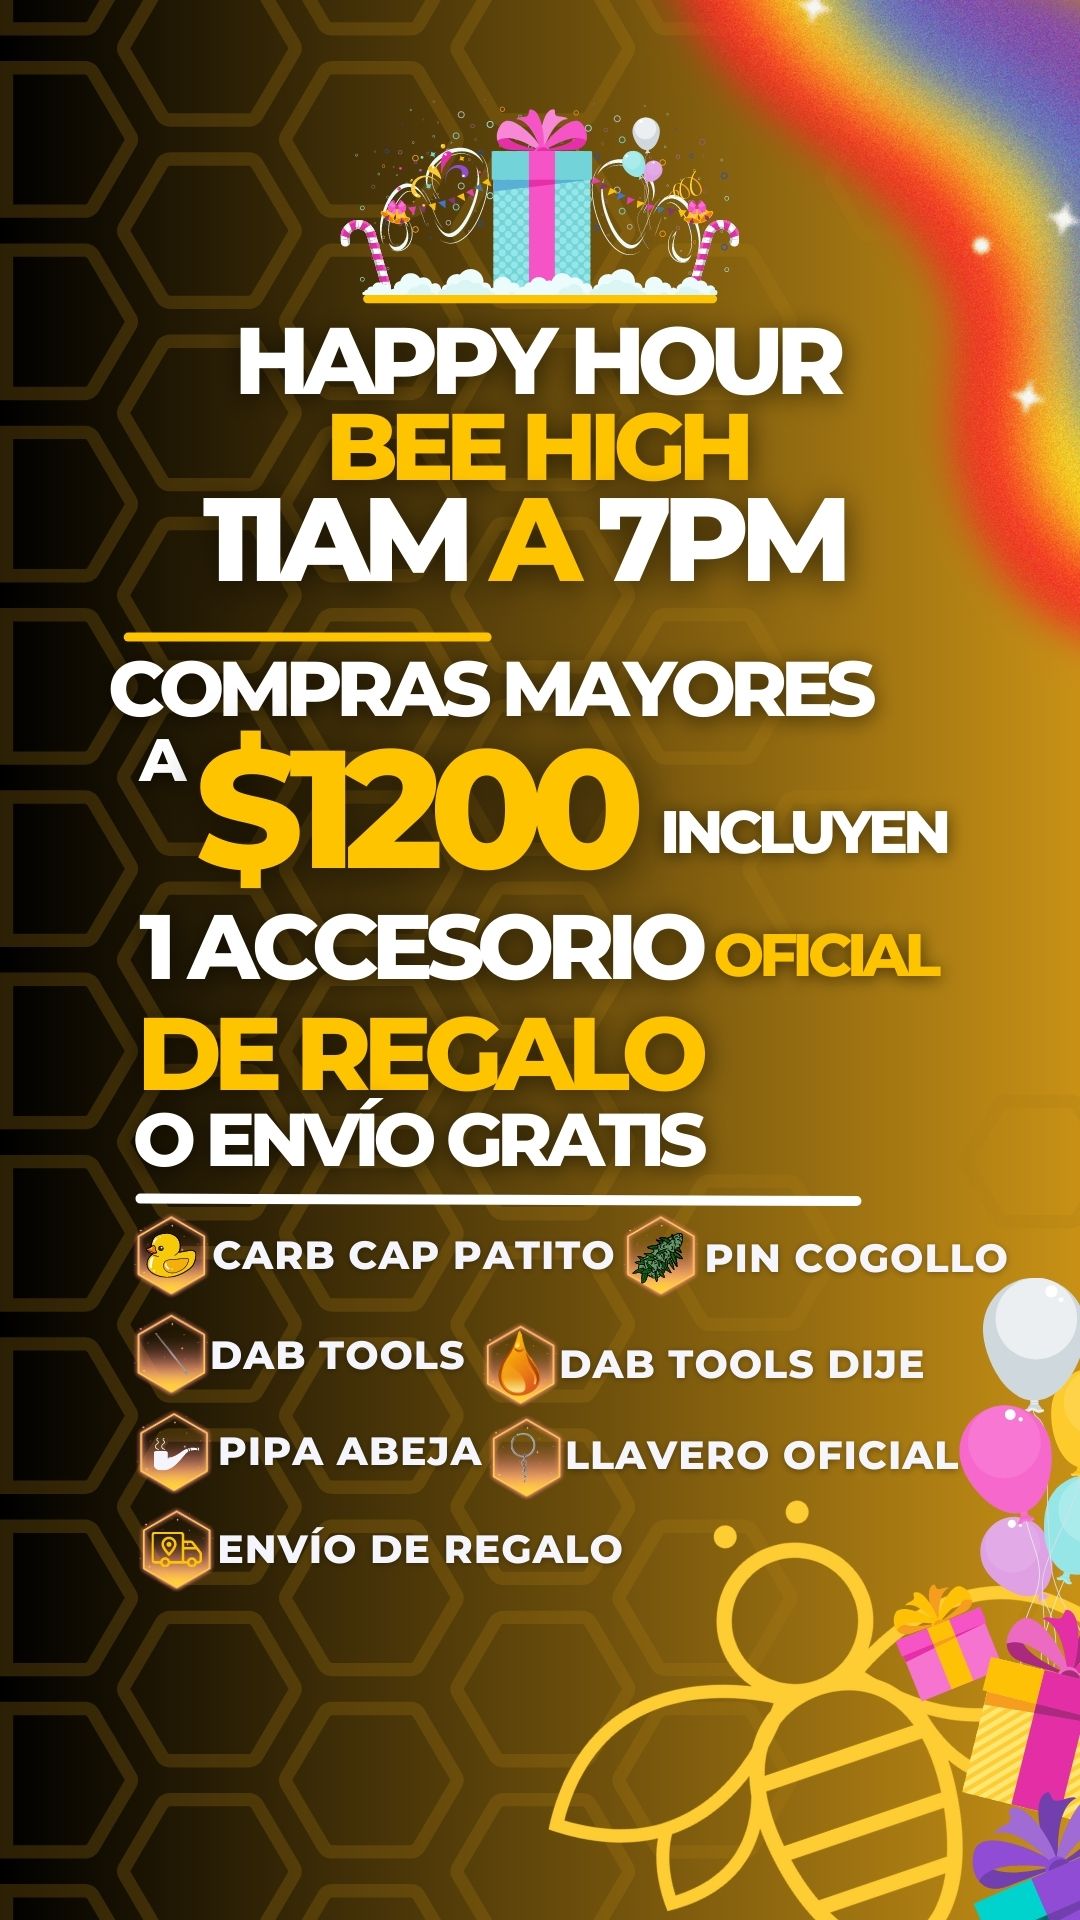 HAPPY HOUR
BEE HIGH
11AM A 7PM
COMPRAS MAYORES
A $1200 INCLUYEN
1 ACCESORIO OFICIAL
DE REGALO
O ENVÍO GRATIS
CARB CAP PATITO PIN COGOLLO
DAB TOOLS DAB TOOLS DIJE
PIPA ABEJA LLAVERO OFICIAL
ENVÍO DE REGALO